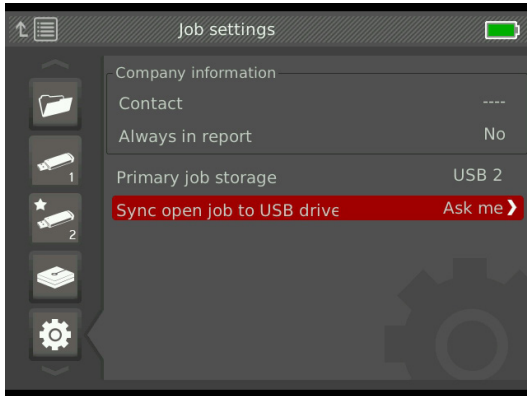 Job settings
Company information
Contact ----
Always in report No
1
Primary job storage USB 2
Sync open job to USB drive Ask me
2